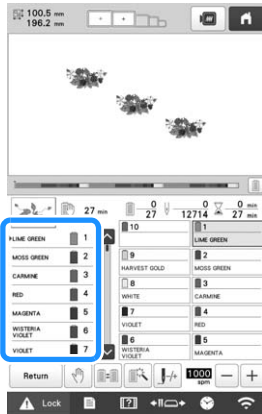 100.5 mm
196.2 mm
27 min
0
27
0
12714
0 min
27 min
LIME GREEN 1
MOSS GREEN 2
CARMINE 3
RED 4
MAGENTA 5
WISTERIA VIOLET 6
VIOLET 7
10
1
LIME GREEN
9
HARVEST GOLD
2
MOSS GREEN
8
WHITE
3
CARMINE
7
VIOLET
4
RED
6
WISTERIA VIOLET
5
MAGENTA
Return
1000 spm
Lock